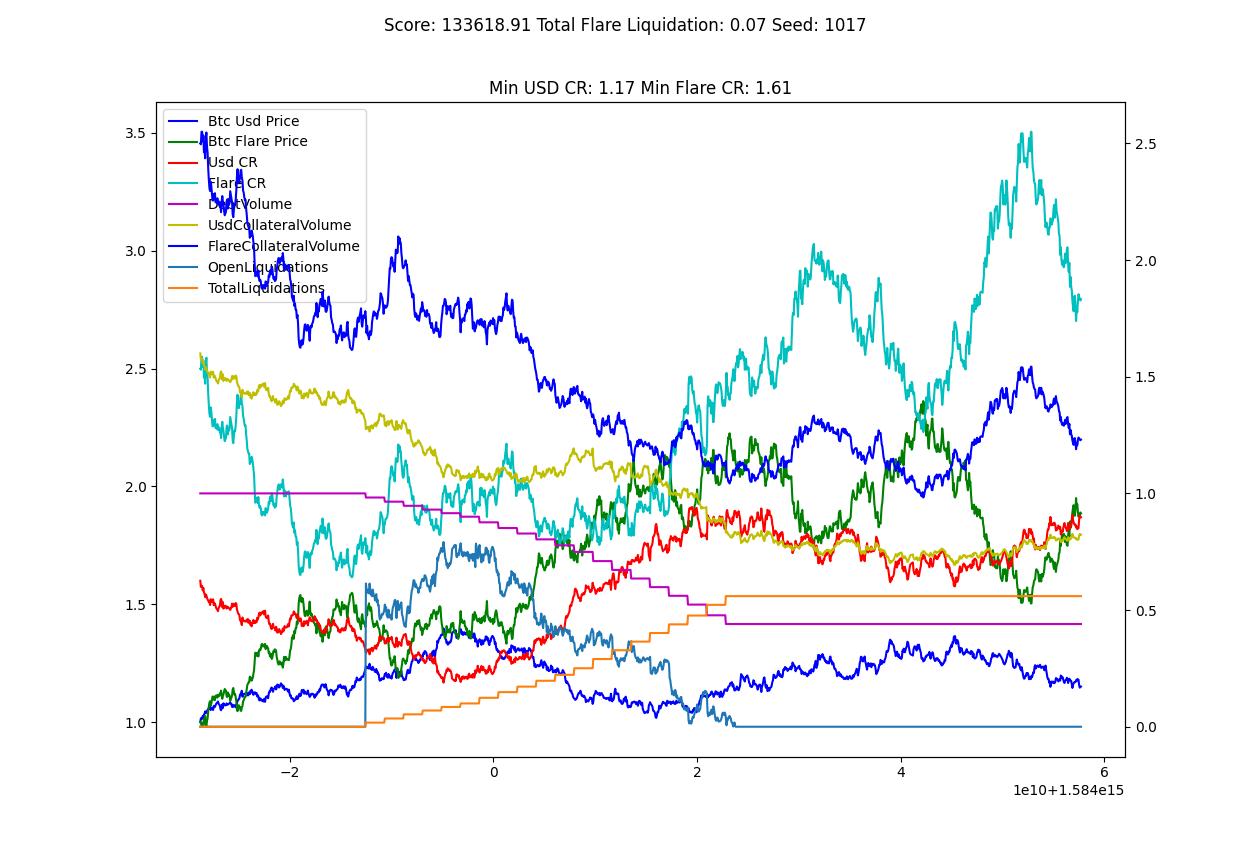 Score: 133618.91 Total Flare Liquidation: 0.07 Seed: 1017
Min USD CR: 1.17 Min Flare CR: 1.61
Btc Usd Price
Btc Flare Price
Usd CR
Flare CR
DebtVolume
UsdCollateralVolume
FlareCollateralVolume
OpenLiquidations
TotalLiquidations
3.5
3.0
2.5
2.0
1.5
1.0
2.5
2.0
1.5
1.0
0.5
0.0
−2
0
2
4
6
1e10+1.584e15